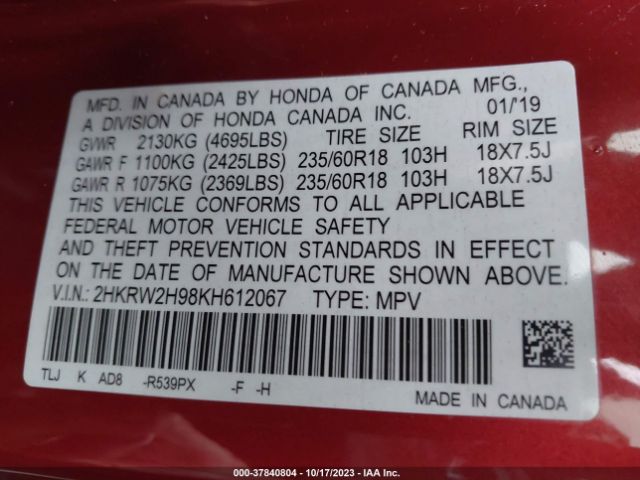 MFD. IN CANADA BY HONDA OF CANADA MFG.,
A DIVISION OF HONDA CANADA INC. 01/'19
GVWR 2130KG (4695LBS) TIRE SIZE RIM SIZE
GAWR F 1100KG (2425LBS) 235/60R18 103H 18X7.5J
GAWR R 1075KG (2369LBS) 235/60R18 103H 18X7.5J
THIS VEHICLE CONFORMS TO ALL APPLICABLE
FEDERAL MOTOR VEHICLE SAFETY
AND THEFT PREVENTION STANDARDS IN EFFECT
ON THE DATE OF MANUFACTURE SHOWN ABOVE.
V.I.N.: 2HKRW2H98KH612067 TYPE: MPV
TLJ K AD8 -R539PX -F -H
MADE IN CANADA
000-37840804 | 10/17/2023 | IAA Inc.